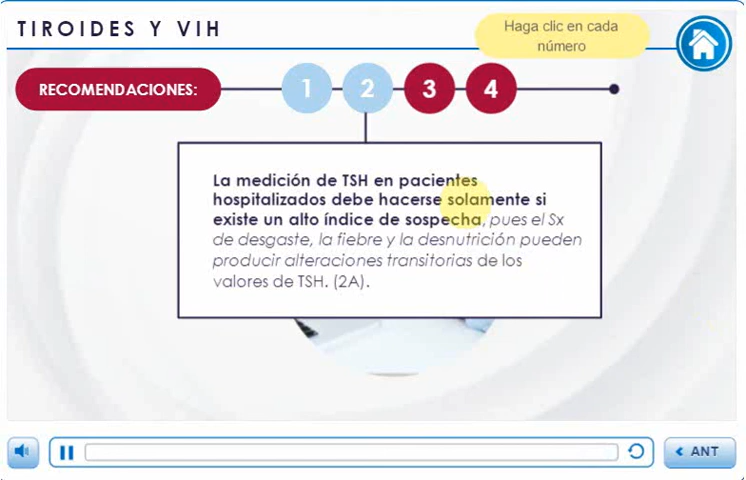 TIROIDES Y VIH
Haga clic en cada
número
RECOMENDACIONES:
1
2
3
4
La medición de TSH en pacientes
hospitalizados debe hacerse solamente si
existe un alto índice de sospecha, pues el Sx
de desgaste, la fiebre y la desnutrición pueden
producir alteraciones transitorias de los
valores de TSH. (2A).
ANT